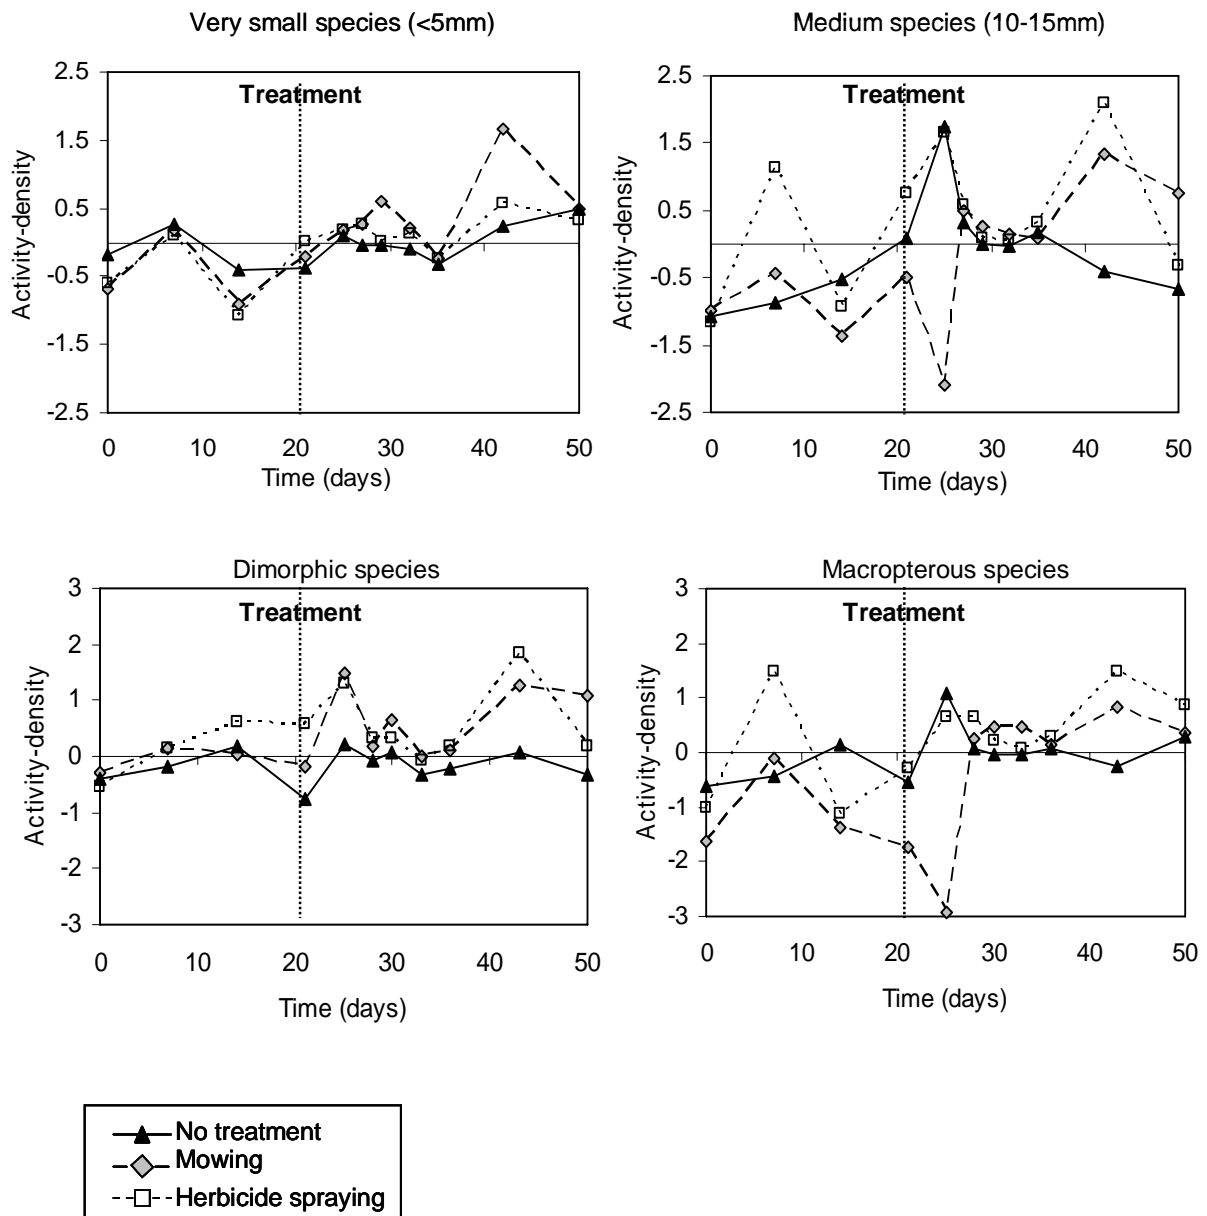 Very small species (<5mm)
Medium species (10-15mm)
2.5
1.5
0.5
-0.5
-1.5
-2.5
Activity-density
Treatment
0 10 20 30 40 50
Time (days)
2.5
1.5
0.5
-0.5
-1.5
-2.5
Activity-density
Treatment
0 10 20 30 40 50
Time (days)
Dimorphic species
3
2
1
0
-1
-2
-3
Activity-density
Treatment
0 10 20 30 40 50
Time (days)
Macropterous species
3
2
1
0
-1
-2
-3
Activity-density
Treatment
0 10 20 30 40 50
Time (days)
No treatment
Mowing
Herbicide spraying